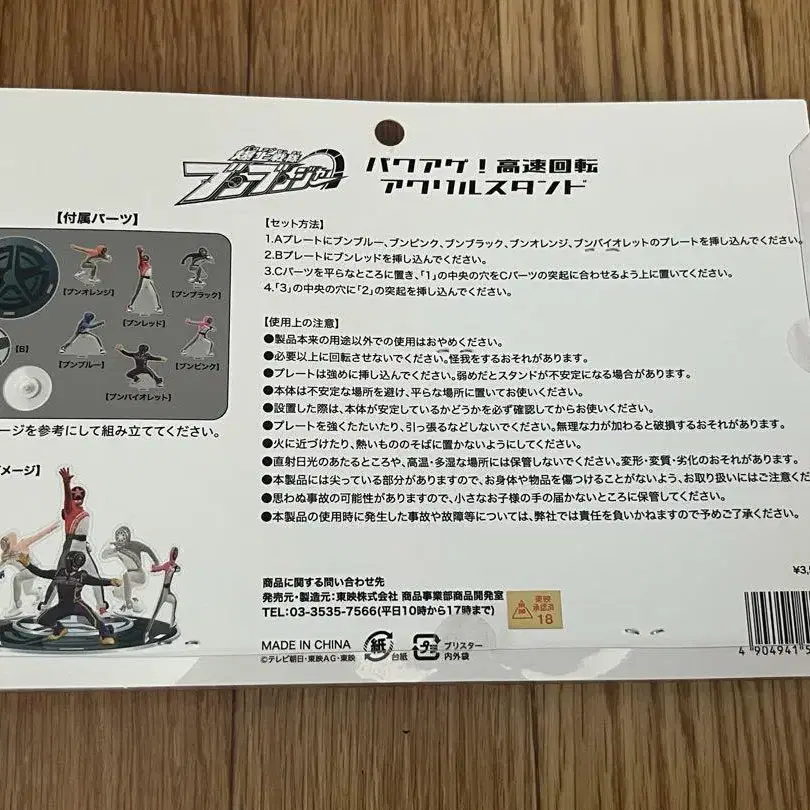 爆上戦隊
ブンブンジャー
バクアゲ!高速回転
アクリルスタンド
【付属パーツ】
【ブンオレンジ】
【ブンレッド】
【ブンブラック】
【B】
【ブンブルー】
【ブンピンク】
【ブンバイオレット】
ージを参考にして組み立ててください。
メージ】
【セット方法】
1.Aプレートにブンブルー、ブンピンク、ブンブラック、ブンオレンジ、ブンバイオレットのプレートを挿し込んでください。
2.Bプレートにブンレッドを挿し込んでください。
3.Cパーツを平らなところに置き、「1」の中央の穴をCパーツの突起に合わせるよう上に置いてください。
4.「3」の中央の穴に「2」の突起を挿し込んでください。
【使用上の注意】
●製品本来の用途以外での使用はおやめください。
●必要以上に回転させないでください。怪我をするおそれがあります。
●プレートは強めに挿し込んでください。弱めだとスタンドが不安定になる場合があります。
●本体は不安定な場所を避け、平らな場所に置いてお使いください。
●設置した際は、本体が安定しているかどうかを必ず確認してからお使いください。
●プレートを強くたたいたり、引っ張るなどしないでください。無理な力が加わると破損するおそれがあります。
●火に近づけたり、熱いもののそばに置かないようにしてください。
●直射日光のあたるところや、高温・多湿な場所には保管しないでください。変形・変質・劣化のおそれがあります。
●本製品には尖っている部分がありますので、お身体や物品を傷つけることがないよう、お取り扱いにはご注意くだ
●思わぬ事故の可能性がありますので、小さなお子様の手の届かないところに保管してください。
●本製品の使用時に発生した事故や故障等については、弊社では責任を負いかねますので予めご了承ください。
商品に関する問い合わせ先
発売元・製造元:東映株式会社 商品事業部商品開発室
TEL:03-3535-7566(平日10時から17時まで)
東映
承認済
18
¥3,
MADE IN CHINA
©テレビ朝日・東映AG・東映
紙
台紙
プラ
ブリスター
内外袋
4 904941 5